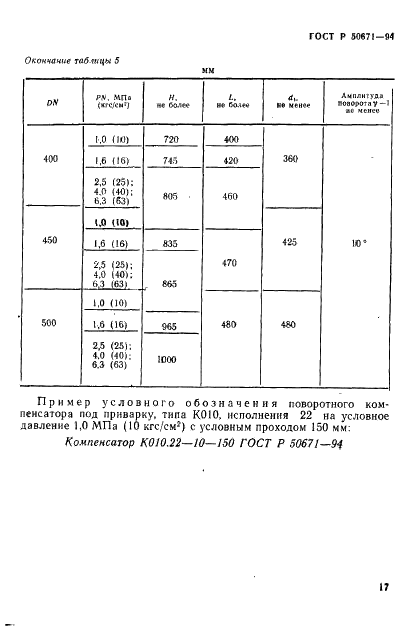 ГОСТ Р 50671—94
Окончание таблицы 5
мм
DN
PN, МПа (кгс/см²)
H, не более
L, не более
d₁, не менее
Амплитуда поворота γ—1 не менее
400
1,0 (10)
720
400
360
110°
1,6 (16)
745
420
2,5 (25);
4,0 (40);
6,3 (63)
805
460
450
1,0 (10)
425
1,6 (16)
835
470
2,5 (25);
4,0 (40);
6,3 (63)
865
500
1,0 (10)
480
480
1,6 (16)
965
2,5 (25);
4,0 (40);
6,3 (63)
1000
Пример условного обозначения поворотного ком-
пенсатора под приварку, типа К010, исполнения 22 на условное
давление 1,0 МПа (10 кгс/см²) с условным проходом 150 мм:
Компенсатор К010.22—10—150 ГОСТ Р 50671—94
17